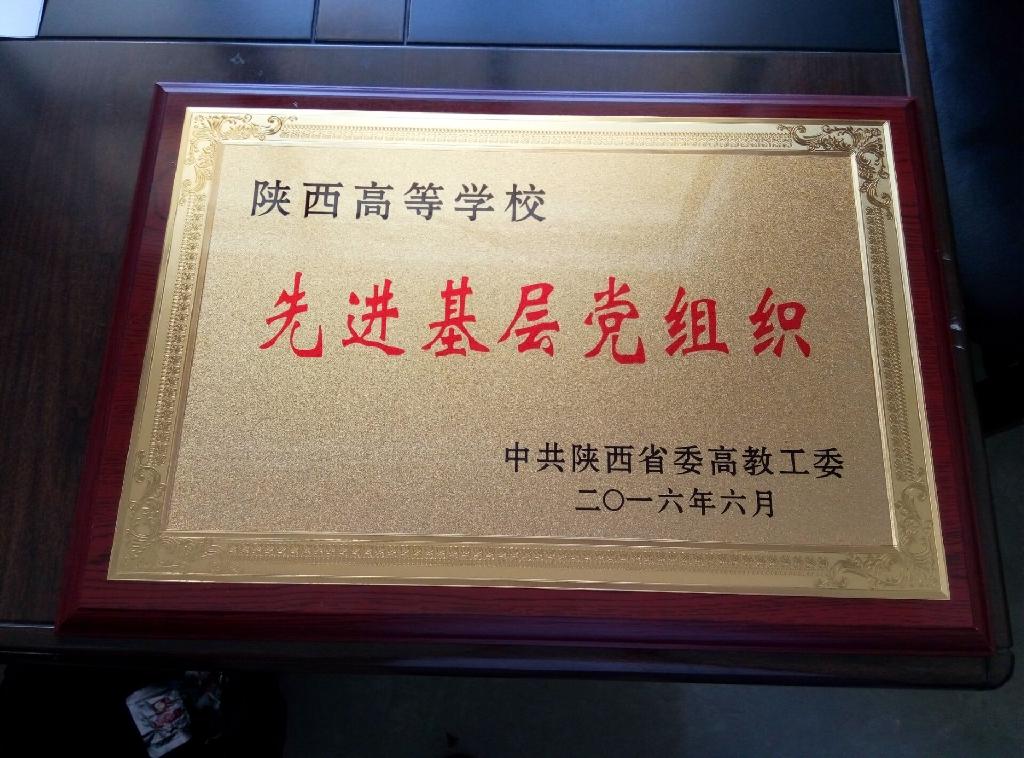 陕西高等学校
先进基层党组织
中共陕西省委高教工委
二〇一六年六月